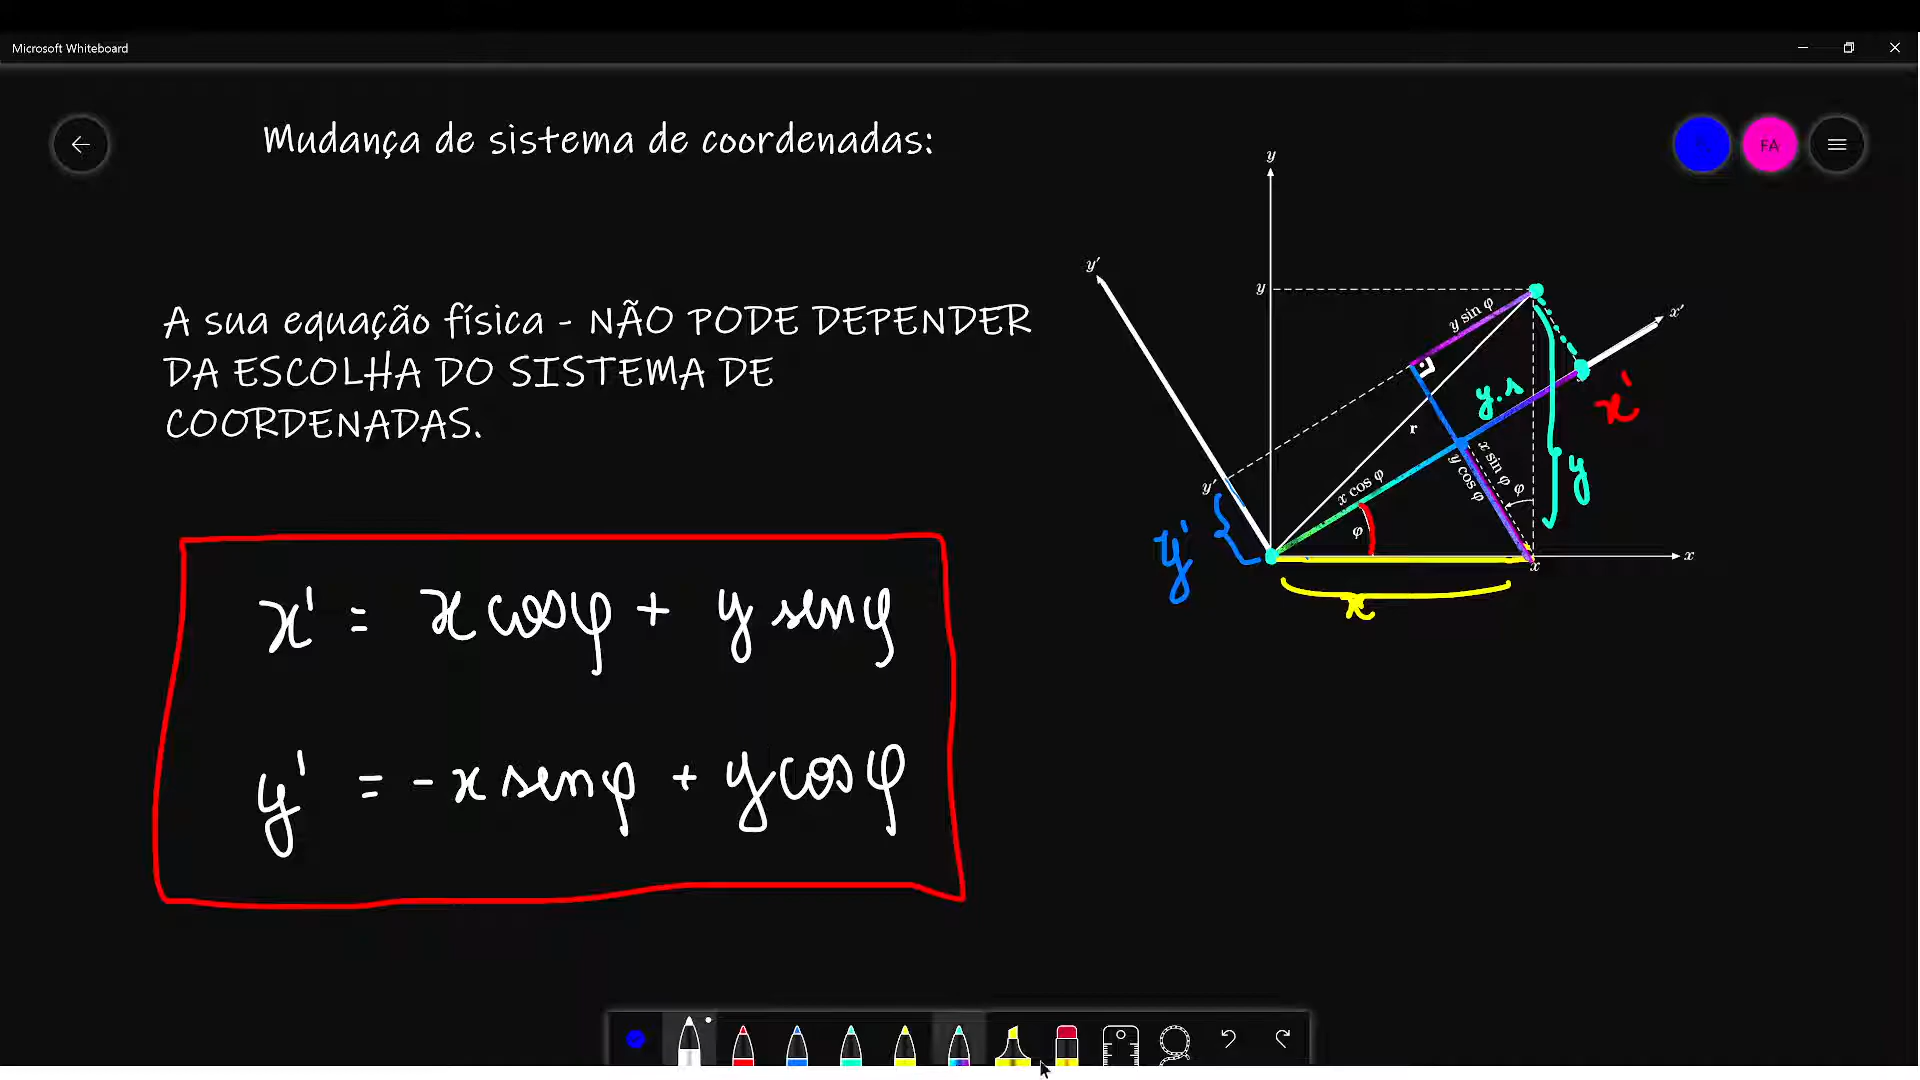 Microsoft Whiteboard
Mudança de sistema de coordenadas:
FA
A sua equação física - NÃO PODE DEPENDER
DA ESCOLHA DO SISTEMA DE
COORDENADAS.
x' = x cosφ + y senφ
y' = -x senφ + y cosφ
y
y'
y
y sin φ
x'
y.s
x'
r
x sin φ
y cos φ
φ
y
y'
x cos φ
φ
y'
x
x
x